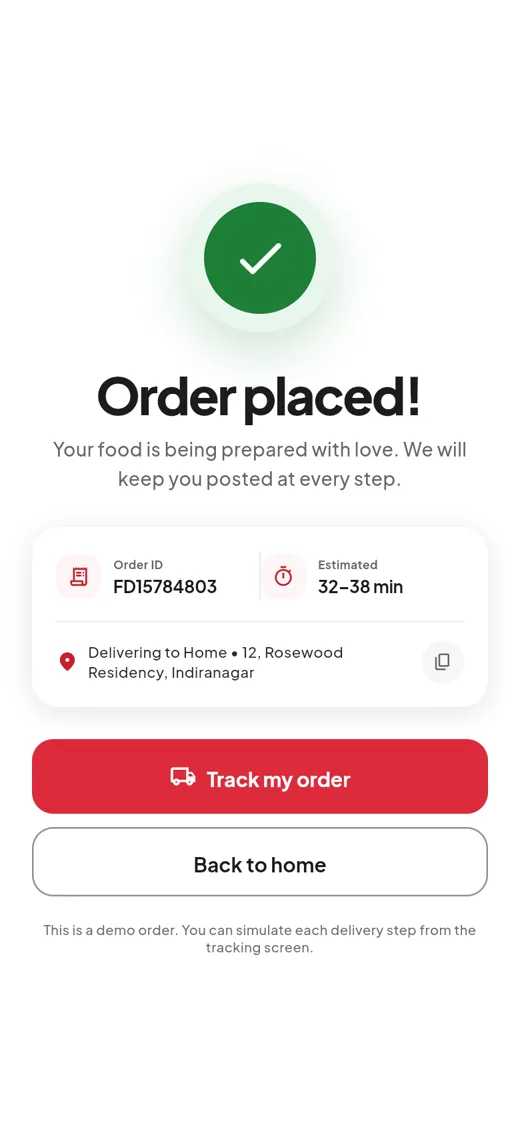 Order placed!
Your food is being prepared with love. We will
keep you posted at every step.
Order ID
FD15784803
Estimated
32–38 min
Delivering to Home • 12, Rosewood
Residency, Indiranagar
Track my order
Back to home
This is a demo order. You can simulate each delivery step from the
tracking screen.